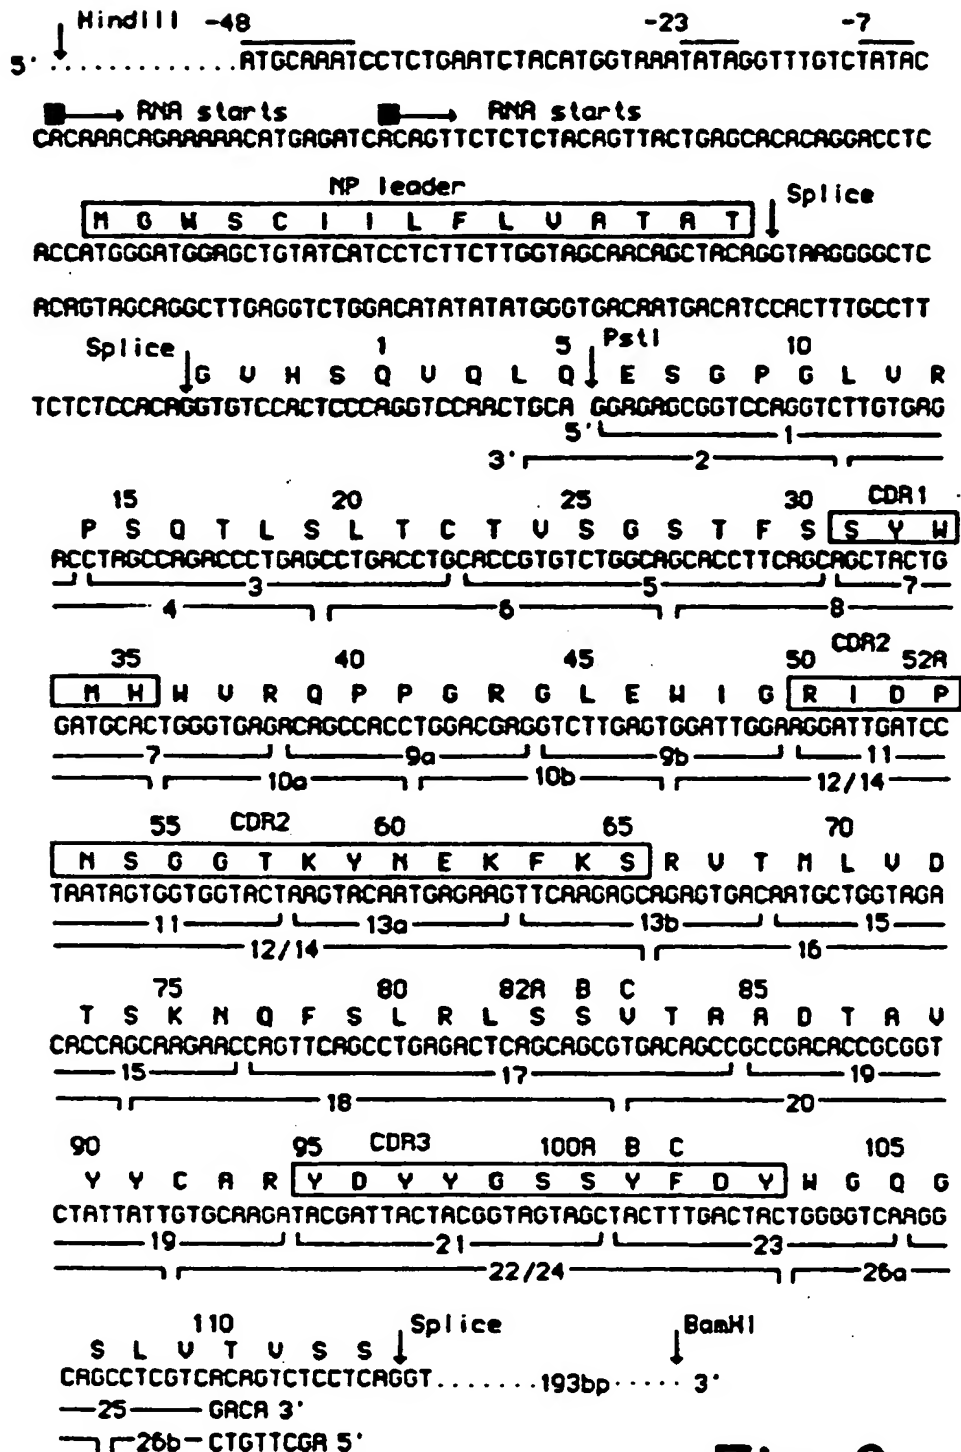 HindIII -48 -23 -7
5' .............ATGCAAATCCTCTGAATCTACATGGTAAATATAGGTTTGTCTATAC
RNA starts RNA starts
CACAAACAGAAAAACATGAGATCACAGTTCTCTCTACAGTTACTGAGCACACAGGACCTC
NP leader Splice
M G W S C I I L F L V A T A T
ACCATGGGATGGAGCTGTATCATCCTCTTCTTGGTAGCAACAGCTACAGGTAAGGGGCTC
ACAGTAGCAGGCTTGAGGTCTGGACATATATATGGGTGACAATGACATCCACTTTGCCTT
Splice 1 5 PstI 10
G V H S Q V Q L Q E S G P G L V R
TCTCTCCACAGGTGTCCACTCCCAGGTCCAACTGCA GGAGAGCGGTCCAGGTCTTGTGAG
5' 1
3' 2
15 20 25 30 CDR1
P S Q T L S L T C T V S G S T F S S Y W
ACCTAGCCAGACCCTGAGCCTGACCTGCACCGTGTCTGGCAGCACCTTCAGCAGCTACTG
3 5 7
4 6 8
35 40 45 50 CDR2 52A
M H W V R Q P P G R G L E W I G R I D P
GATGCACTGGGTGAGACAGCCACCTGGACGAGGTCTTGAGTGGATTGGAAGGATTGATCC
7 9a 9b 11
10a 10b 12/14
55 CDR2 60 65 70
N S G G T K Y N E K F K S R V T M L V D
TAATAGTGGTGGTACTAAGTACAATGAGAAGTTCAAGAGCAGAGTGACAATGCTGGTAGA
11 13a 13b 15
12/14 16
75 80 82A B C 85
T S K N Q F S L R L S S V T A A D T A V
CACCAGCAAGAACCAGTTCAGCCTGAGACTCAGCAGCGTGACAGCCGCCGACACCGCGGT
15 17 19
18 20
90 95 CDR3 100A B C 105
Y Y C A R Y D Y Y G S S Y F D Y W G Q G
CTATTATTGTGCAAGATACGATTACTACGGTAGTAGCTACTTTGACTACTGGGGTCAAGG
19 21 23
22/24 26a
110 Splice BamHI
S L V T V S S
CAGCCTCGTCACAGTCTCCTCAGGT.......193bp..... 3'
25 GACA 3'
26b CTGTTCGA 5'